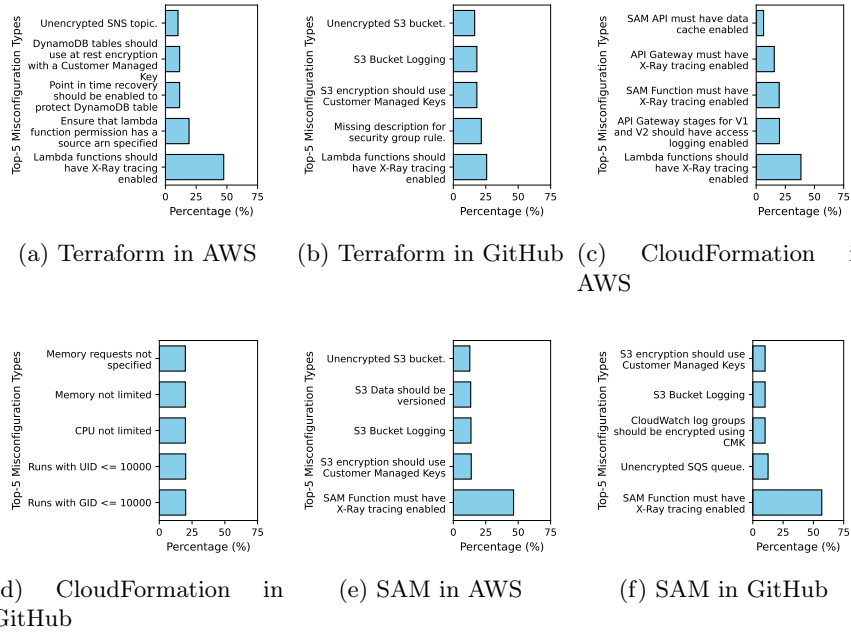 Top-5 Misconfiguration Types
Unencrypted SNS topic.
DynamoDB tables should
use at rest encryption
with a Customer Managed
Key
Point in time recovery
should be enabled to
protect DynamoDB table
Ensure that lambda
function permission has a
source arn specified
Lambda functions should
have X-Ray tracing
enabled
0 25 50 75
Percentage (%)
(a) Terraform in AWS
Top-5 Misconfiguration Types
Unencrypted S3 bucket.
S3 Bucket Logging
S3 encryption should use
Customer Managed Keys
Missing description for
security group rule.
Lambda functions should
have X-Ray tracing
enabled
0 25 50 75
Percentage (%)
(b) Terraform in GitHub
Top-5 Misconfiguration Types
SAM API must have data
cache enabled
API Gateway must have
X-Ray tracing enabled
SAM Function must have
X-Ray tracing enabled
API Gateway stages for V1
and V2 should have access
logging enabled
Lambda functions should
have X-Ray tracing
enabled
0 25 50 75
Percentage (%)
(c) CloudFormation i
AWS
Top-5 Misconfiguration Types
Memory requests not
specified
Memory not limited
CPU not limited
Runs with UID <= 10000
Runs with GID <= 10000
0 25 50 75
Percentage (%)
d) CloudFormation in
GitHub
Top-5 Misconfiguration Types
Unencrypted S3 bucket.
S3 Data should be
versioned
S3 Bucket Logging
S3 encryption should use
Customer Managed Keys
SAM Function must have
X-Ray tracing enabled
0 25 50 75
Percentage (%)
(e) SAM in AWS
Top-5 Misconfiguration Types
S3 encryption should use
Customer Managed Keys
S3 Bucket Logging
CloudWatch log groups
should be encrypted using
CMK
Unencrypted SQS queue.
SAM Function must have
X-Ray tracing enabled
0 25 50 75
Percentage (%)
(f) SAM in GitHub